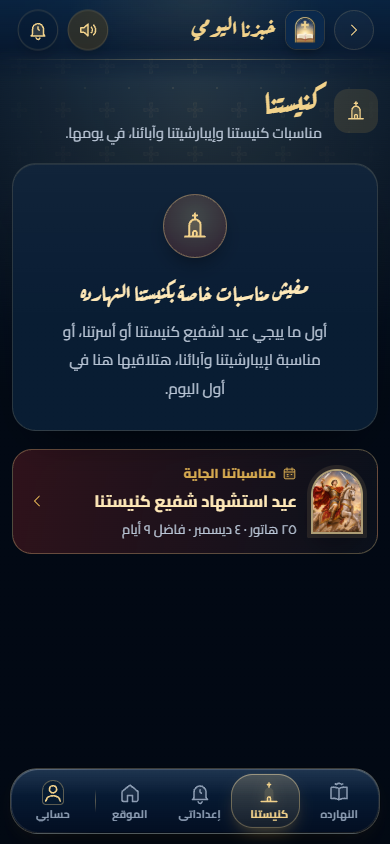 خبزنا اليومي
كنيستنا
مناسبات كنيستنا وإيبارشيتنا وآبائنا، في يومها.
مفيش مناسبات خاصة بكنيستنا النهارده
أول ما ييجي عيد لشفيع كنيستنا أو أسرتنا، أو
مناسبة لإيبارشيتنا وآبائنا، هتلاقيها هنا في
أول اليوم.
مناسباتنا الجاية
عيد استشهاد شفيع كنيستنا
٢٥ هاتور · ٤ ديسمبر · فاضل ٩ أيام
النهارده
كنيستنا
إعداداتي
الموقع
حسابي